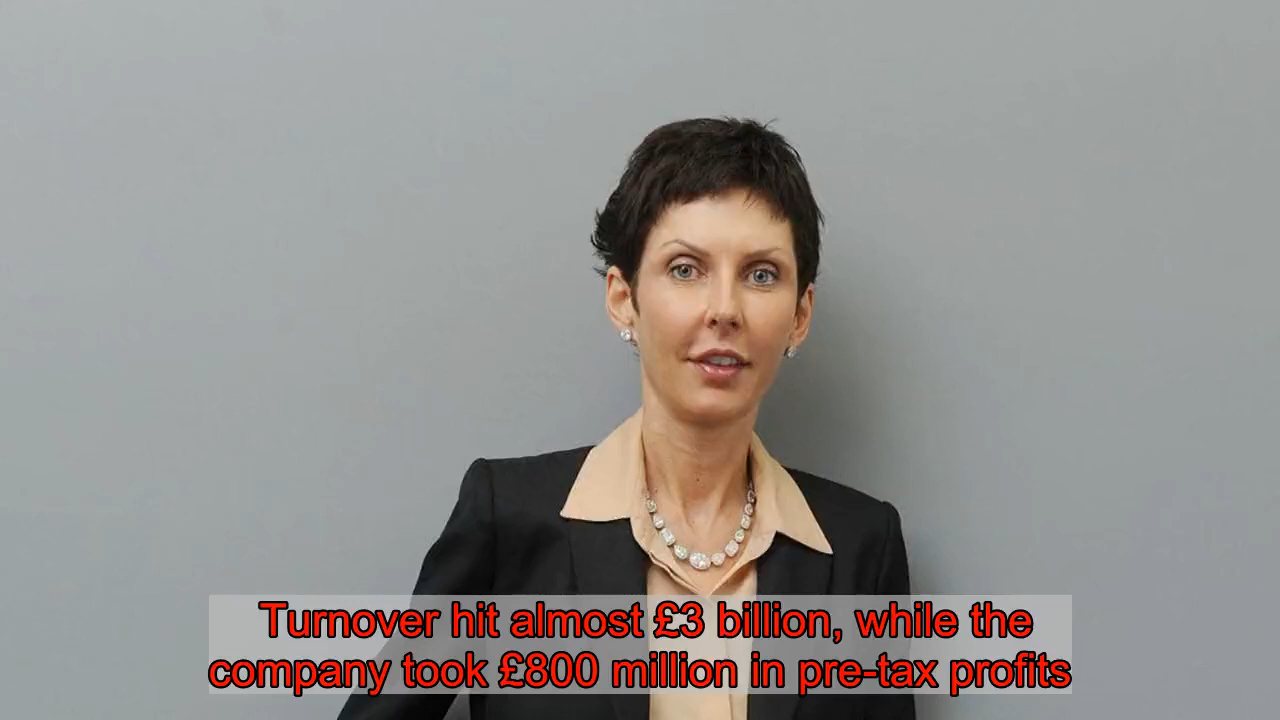 Turnover hit almost £3 billion, while the
company took £800 million in pre-tax profits